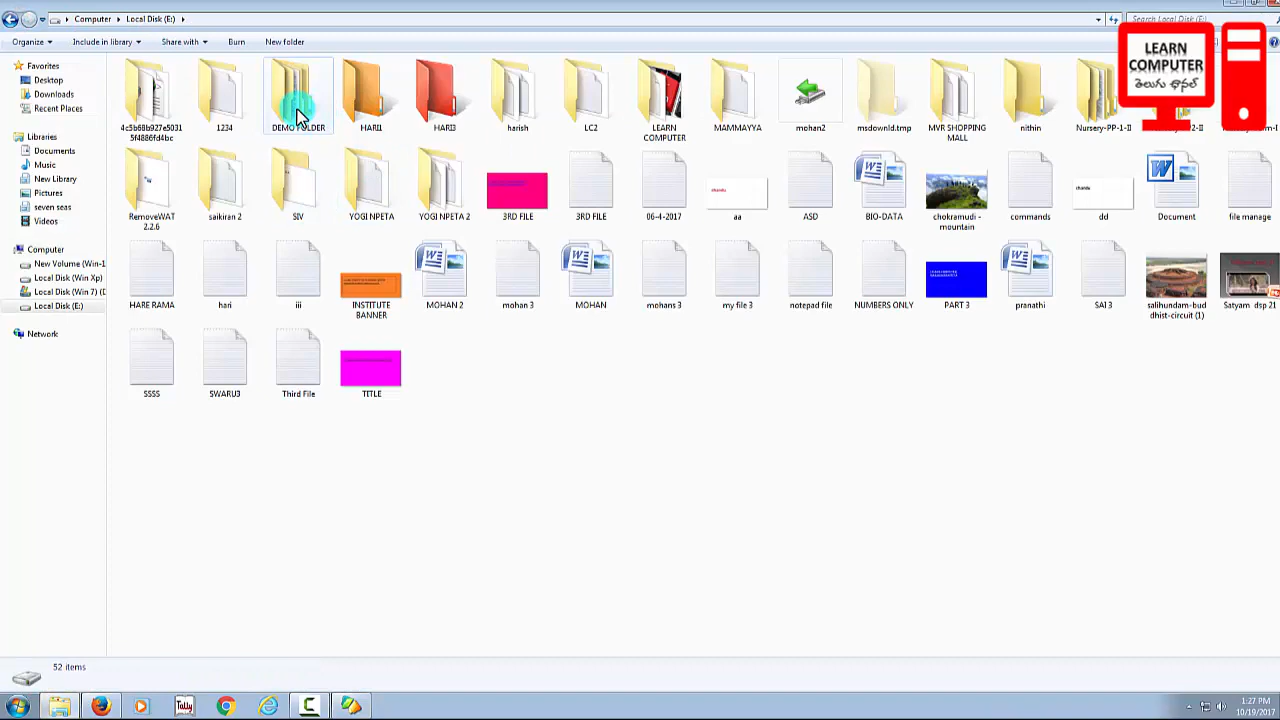 Computer ▸ Local Disk (E:) ▸
Search Local Disk (E:)
Organize Include in library Share with Burn New folder
LEARN
COMPUTER
తెలుగు ఛానల్
Favorites
Desktop
Downloads
Recent Places
Libraries
Documents
Music
New Library
Pictures
seven seas
Videos
Computer
New Volume (Win-1
Local Disk (Win Xp)
Local Disk (Win 7) (D
Local Disk (E:)
Network
4c5b68b927e5031
5f4886fd4bc
1234
DEMO FOLDER
HARI1
HARI3
harish
LC2
LEARN
COMPUTER
MAMMAYYA
mohan2
msdownld.tmp
MVR SHOPPING
MALL
nithin
Nursery-PP-1-II
RemoveWAT
2.2.6
saikiran 2
SIV
YOGI NPETA
YOGI NPETA 2
3RD FILE
3RD FILE
06-4-2017
aa
ASD
BIO-DATA
chokramudi -
mountain
commands
dd
Document
file manage
HARE RAMA
hari
iii
INSTITUTE
BANNER
MOHAN 2
mohan 3
MOHAN
mohans 3
my file 3
notepad file
NUMBERS ONLY
PART 3
pranathi
SAI 3
salihundam-bud
dhist-circuit (1)
Satyam dsp 21
SSSS
SWARU3
Third File
TITLE
52 items
Tally
1:27 PM
10/19/2017